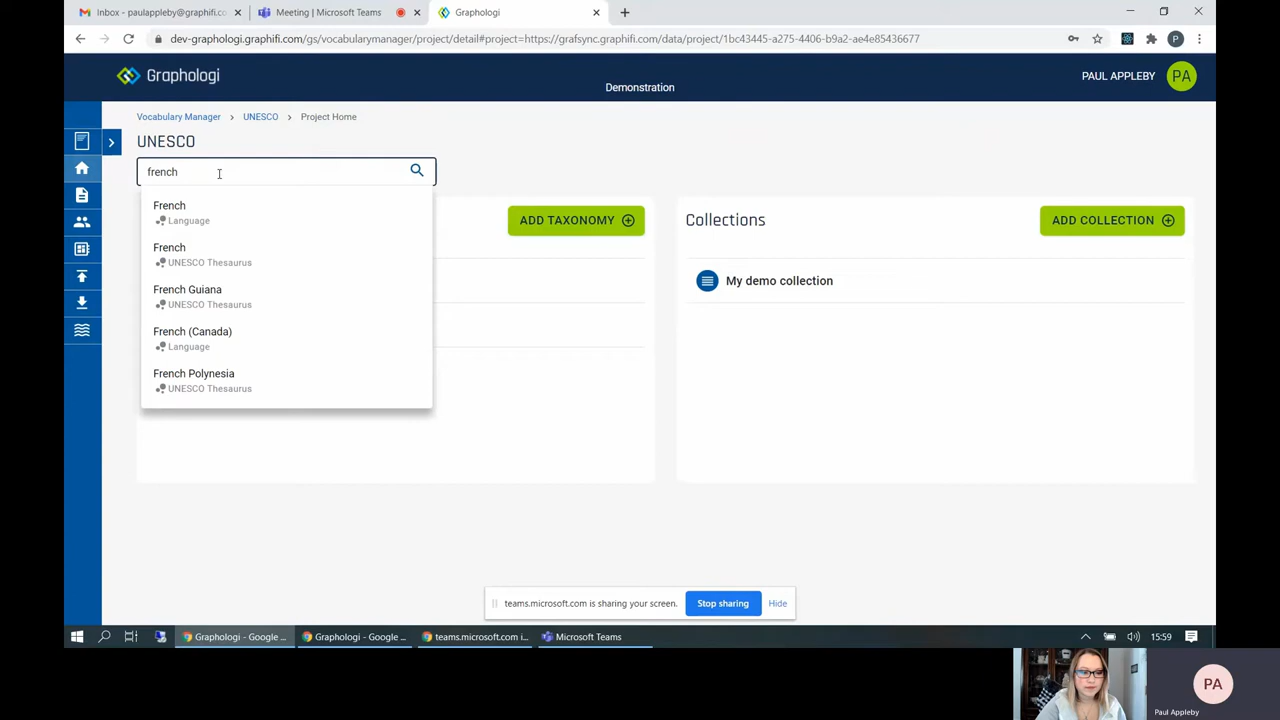 Inbox - paulappleby@graphifi.co
Meeting | Microsoft Teams
Graphologi
dev-graphologi.graphifi.com/gs/vocabularymanager/project/detail#project=https://grafsync.graphifi.com/data/project/1bc43445-a275-4406-b9a2-ae4e85436677
P
Graphologi
Demonstration
PAUL APPLEBY
PA
Vocabulary Manager > UNESCO > Project Home
UNESCO
french
French
Language
French
UNESCO Thesaurus
French Guiana
UNESCO Thesaurus
French (Canada)
Language
French Polynesia
UNESCO Thesaurus
ADD TAXONOMY
Collections
ADD COLLECTION
My demo collection
teams.microsoft.com is sharing your screen.
Stop sharing
Hide
Graphologi - Google ...
Graphologi - Google ...
teams.microsoft.com i...
Microsoft Teams
15:59
PA
Paul Appleby